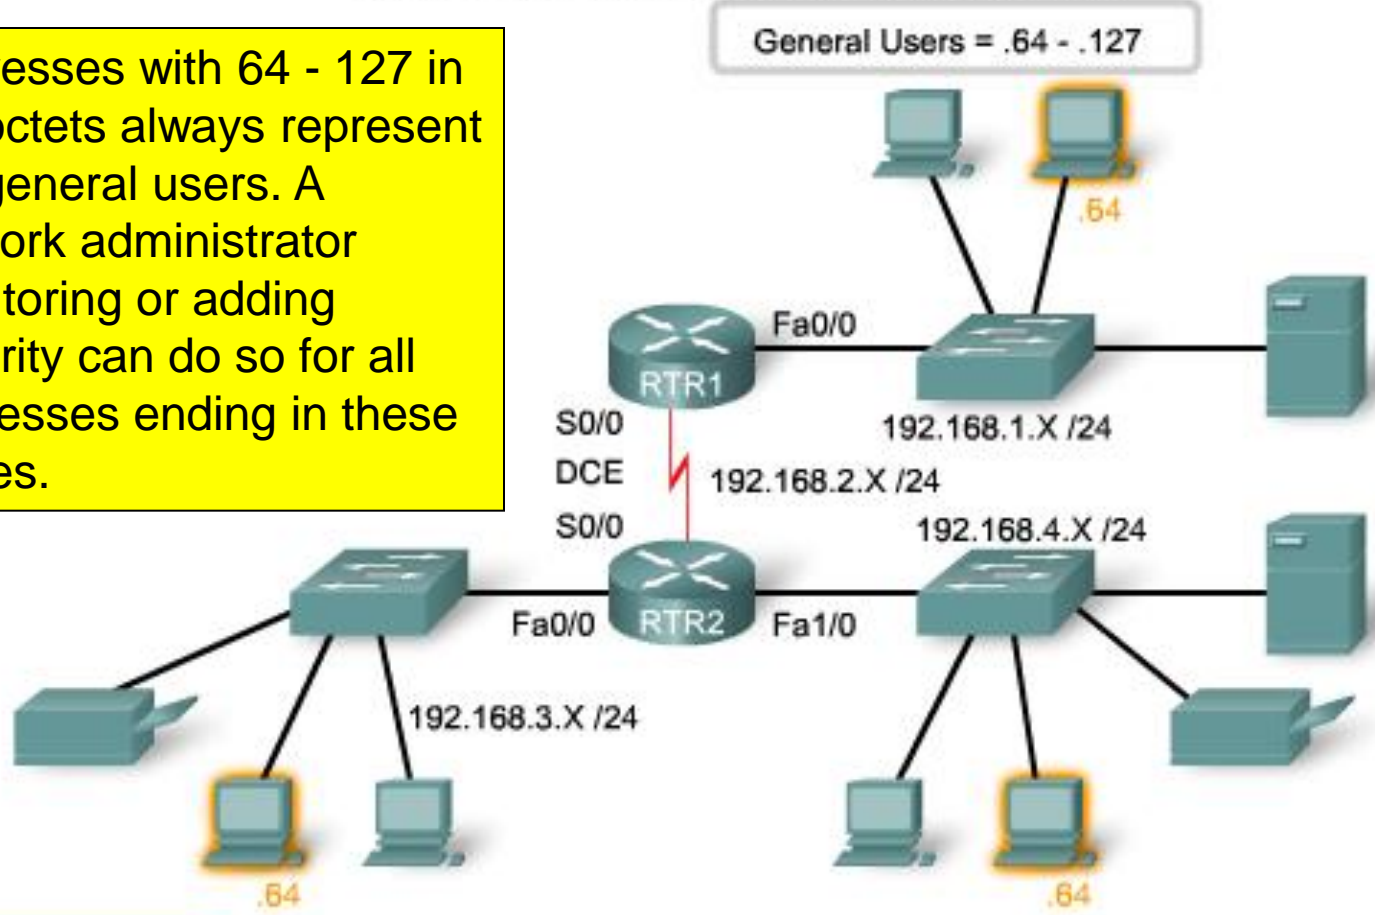 General Users = .64 - .127
esses with 64 - 127 in
octets always represent
general users. A
ork administrator
toring or adding
rity can do so for all
esses ending in these
es.
.64
Fa0/0
RTR1
S0/0
192.168.1.X /24
DCE
192.168.2.X /24
S0/0
192.168.4.X /24
Fa0/0
RTR2
Fa1/0
192.168.3.X /24
.64
.64